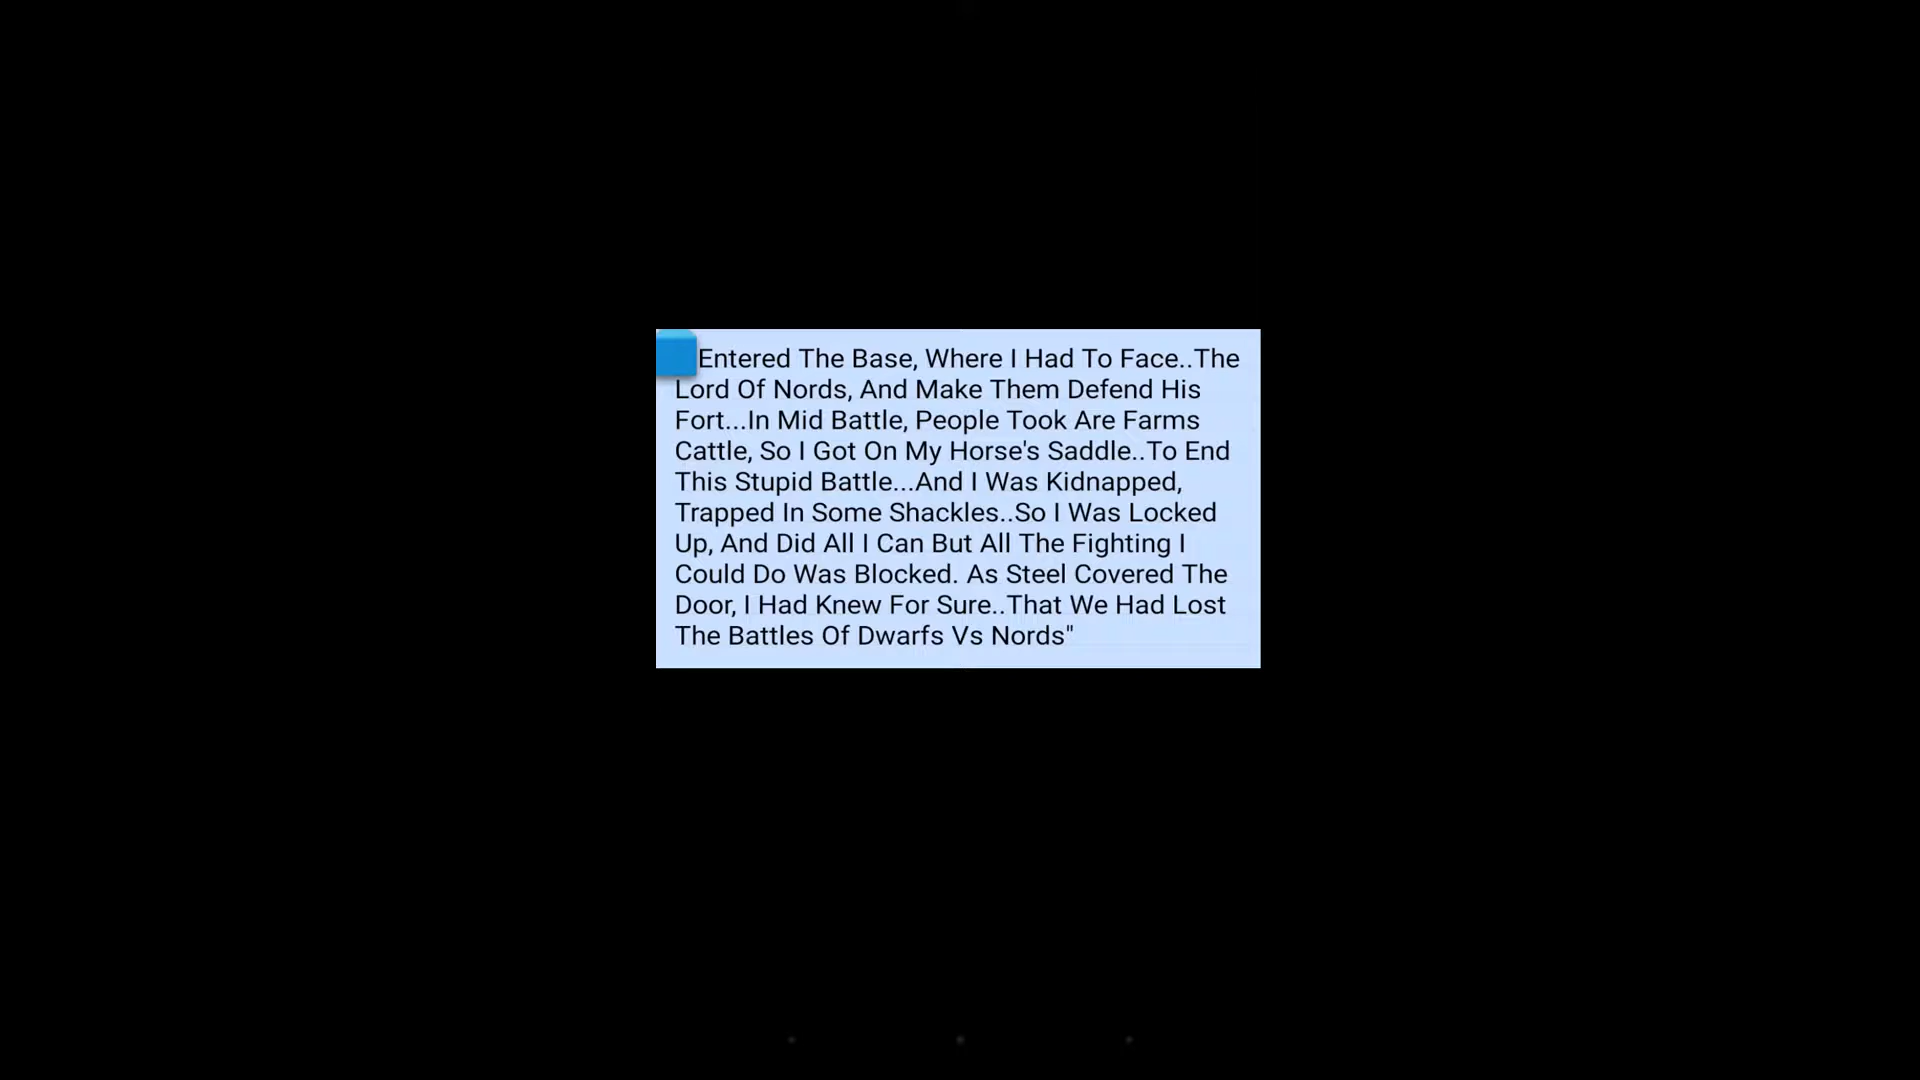 Entered The Base, Where I Had To Face..The
Lord Of Nords, And Make Them Defend His
Fort...In Mid Battle, People Took Are Farms
Cattle, So I Got On My Horse's Saddle..To End
This Stupid Battle...And I Was Kidnapped,
Trapped In Some Shackles..So I Was Locked
Up, And Did All I Can But All The Fighting I
Could Do Was Blocked. As Steel Covered The
Door, I Had Knew For Sure..That We Had Lost
The Battles Of Dwarfs Vs Nords"